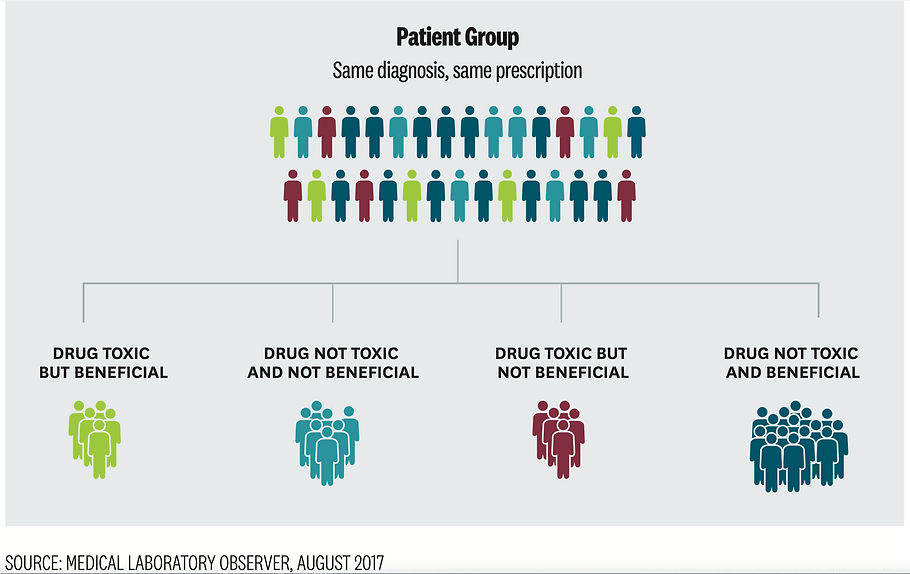 Patient Group
Same diagnosis, same prescription
DRUG TOXIC
BUT BENEFICIAL
DRUG NOT TOXIC
AND NOT BENEFICIAL
DRUG TOXIC BUT
NOT BENEFICIAL
DRUG NOT TOXIC
AND BENEFICIAL
SOURCE: MEDICAL LABORATORY OBSERVER, AUGUST 2017